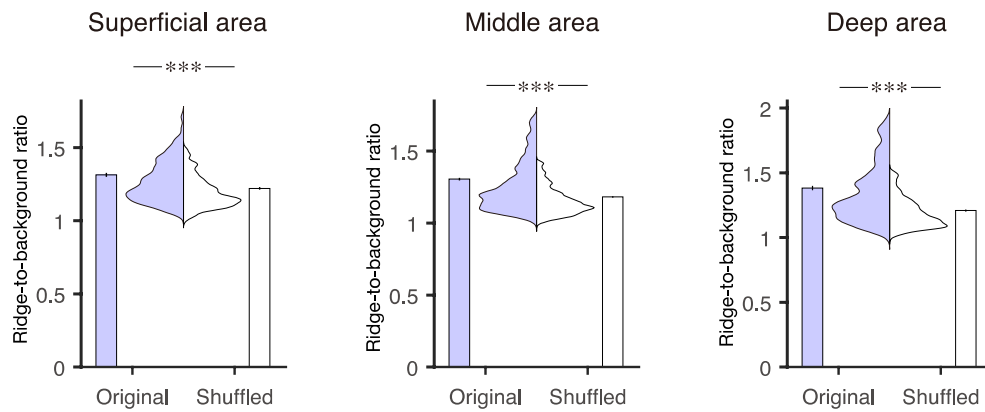 Superficial area
***
Ridge-to-background ratio
1.5
1
0.5
0
Original
Shuffled
Middle area
***
Ridge-to-background ratio
1.5
1
0.5
0
Original
Shuffled
Deep area
***
Ridge-to-background ratio
2
1.5
1
0.5
0
Original
Shuffled